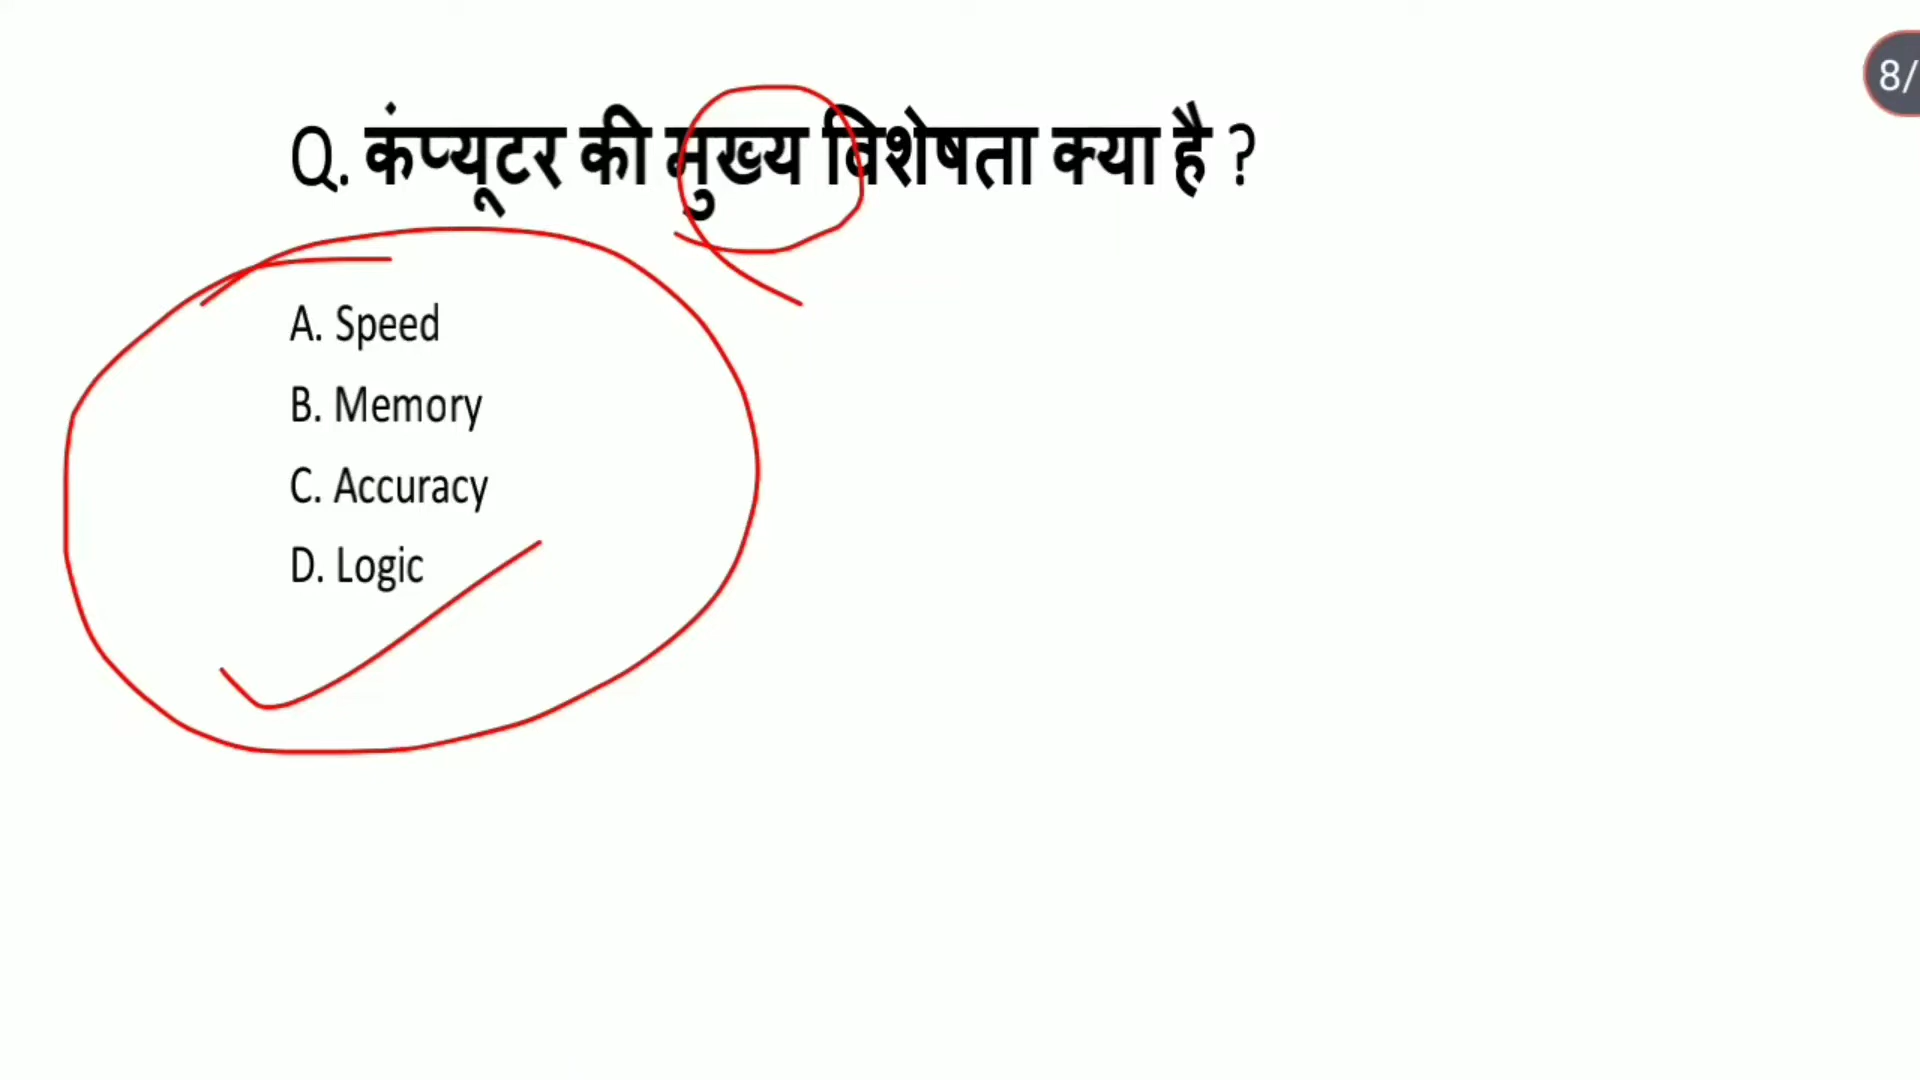 8/
Q. कंप्यूटर की मुख्य विशेषता क्या है ?
A. Speed
B. Memory
C. Accuracy
D. Logic